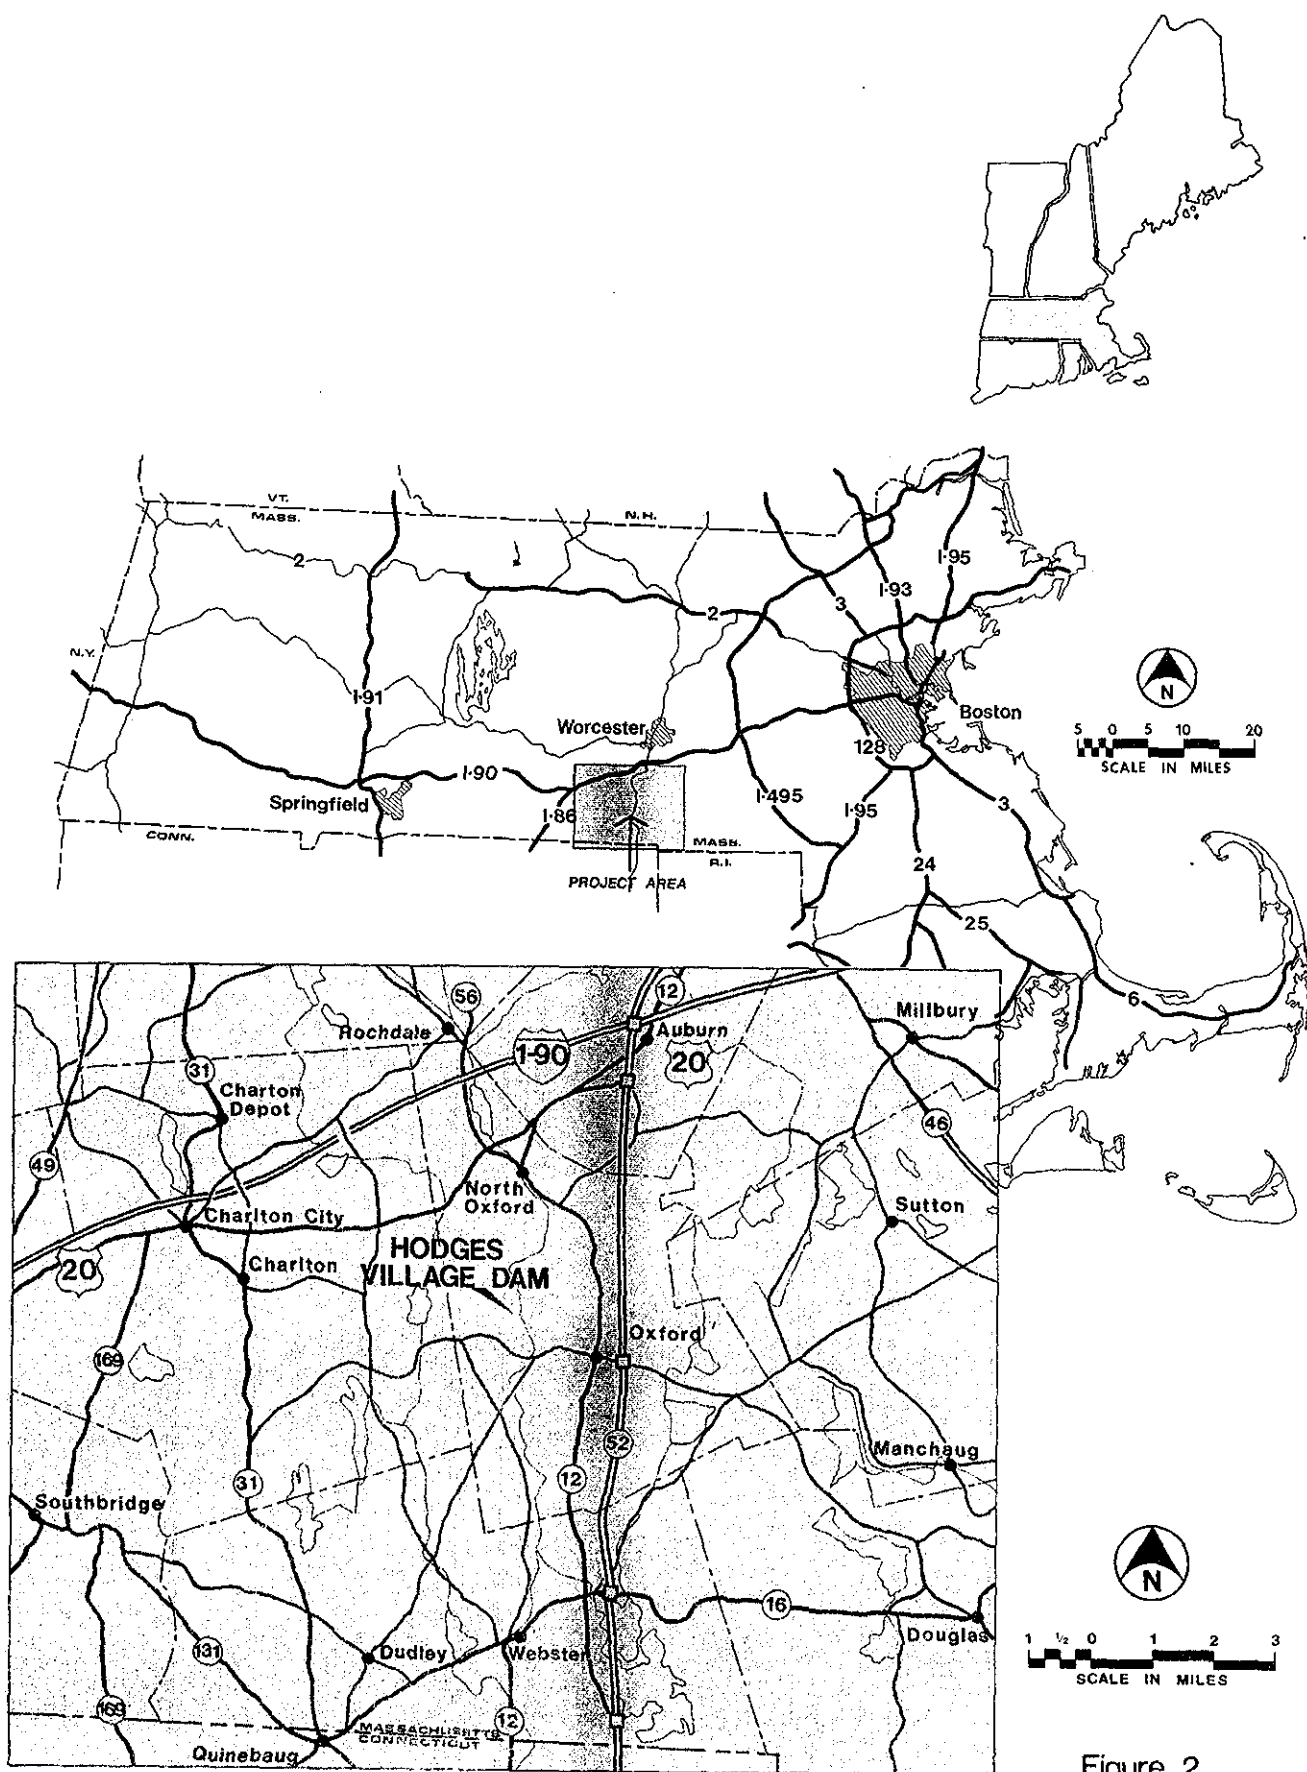 VT.
MASS.
N.H.
2
I-95
I-93
3
2
N.Y.
N
I-91
Worcester
Boston
5 0 5 10 20
SCALE IN MILES
128
I-90
Springfield
I-86
I-495
I-95
3
CONN.
MASS.
R.I.
24
PROJECT AREA
25
6
56
12
Rochdale
Auburn
Millbury
I-90
20
31
Charton
Depot
46
49
North
Oxford
Sutton
Charlton City
HODGES
VILLAGE DAM
20
Charlton
Oxford
169
52
Manchaug
31
12
Southbridge
N
16
Douglas
1 ½ 0 1 2 3
SCALE IN MILES
131
Dudley
Webster
169
12
MASSACHUSETTS
CONNECTICUT
Quinebaug
Figure 2